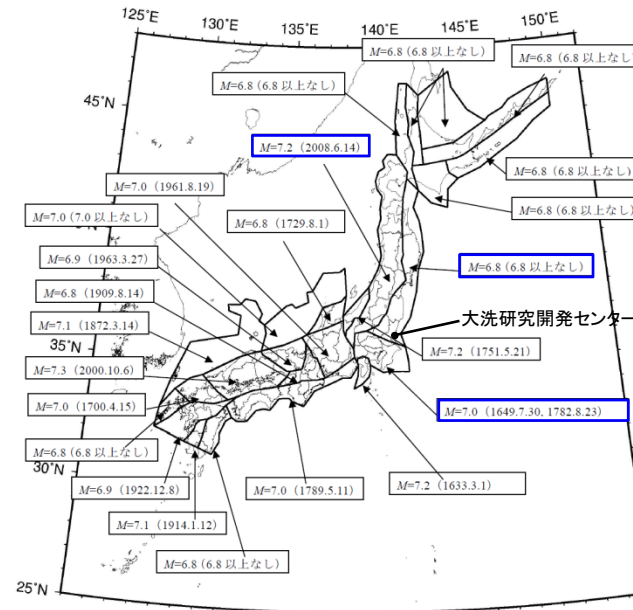 125°E
130°E
135°E
140°E
145°E
150°E
M=6.8 (6.8 以上なし)
M=6.8 (6.8 以上なし)
M=6.8 (6.8 以上なし)
45°N
M=7.2 (2008.6.14)
M=7.0 (1961.8.19)
M=6.8 (6.8 以上なし)
M=7.0 (7.0 以上なし)
M=6.8 (1729.8.1)
M=6.8 (6.8 以上なし)
M=6.9 (1963.3.27)
M=6.8 (6.8 以上なし)
M=6.8 (1909.8.14)
大洗研究開発センター
M=7.1 (1872.3.14)
35°N
M=7.2 (1751.5.21)
M=7.3 (2000.10.6)
M=7.0 (1700.4.15)
M=7.0 (1649.7.30, 1782.8.23)
M=6.8 (6.8 以上なし)
30°N
M=6.9 (1922.12.8)
M=7.0 (1789.5.11)
M=7.2 (1633.3.1)
M=7.1 (1914.1.12)
M=6.8 (6.8 以上なし)
25°N